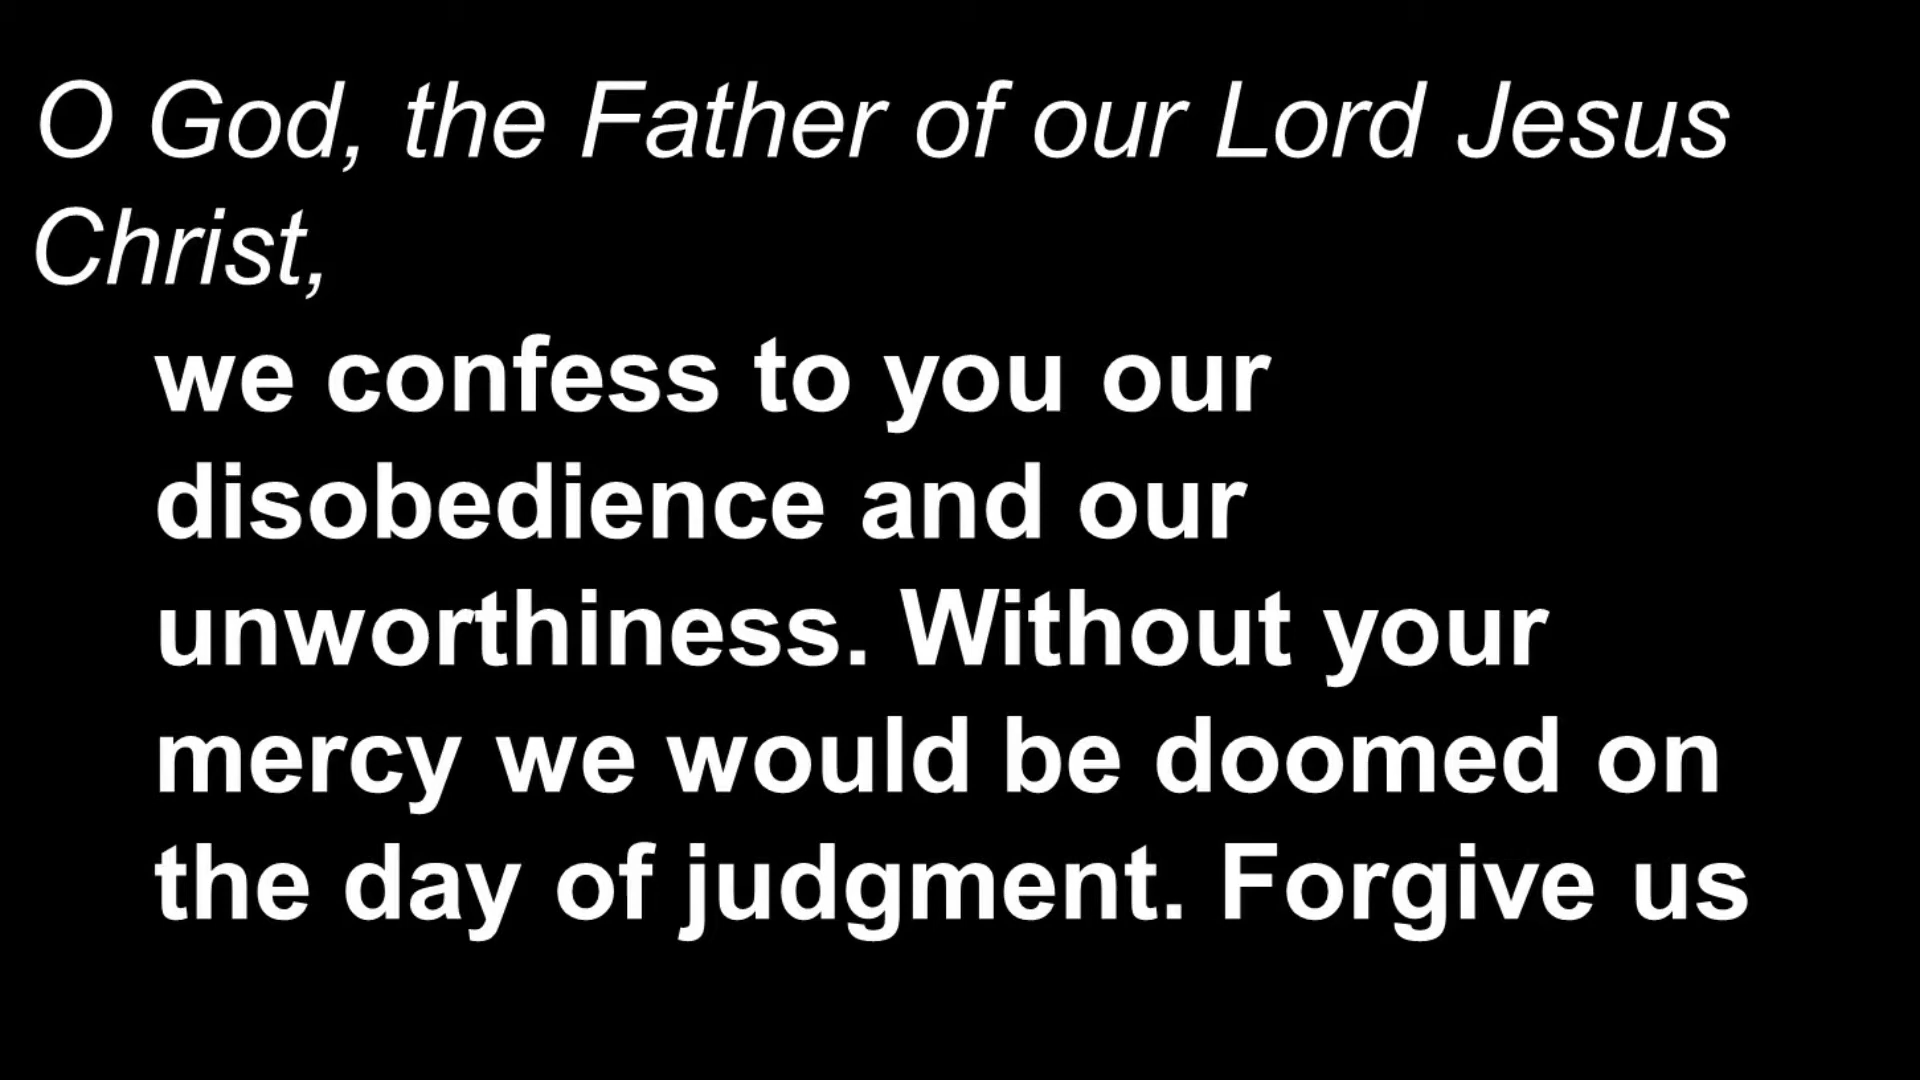 O God, the Father of our Lord Jesus
Christ,
we confess to you our
disobedience and our
unworthiness. Without your
mercy we would be doomed on
the day of judgment. Forgive us